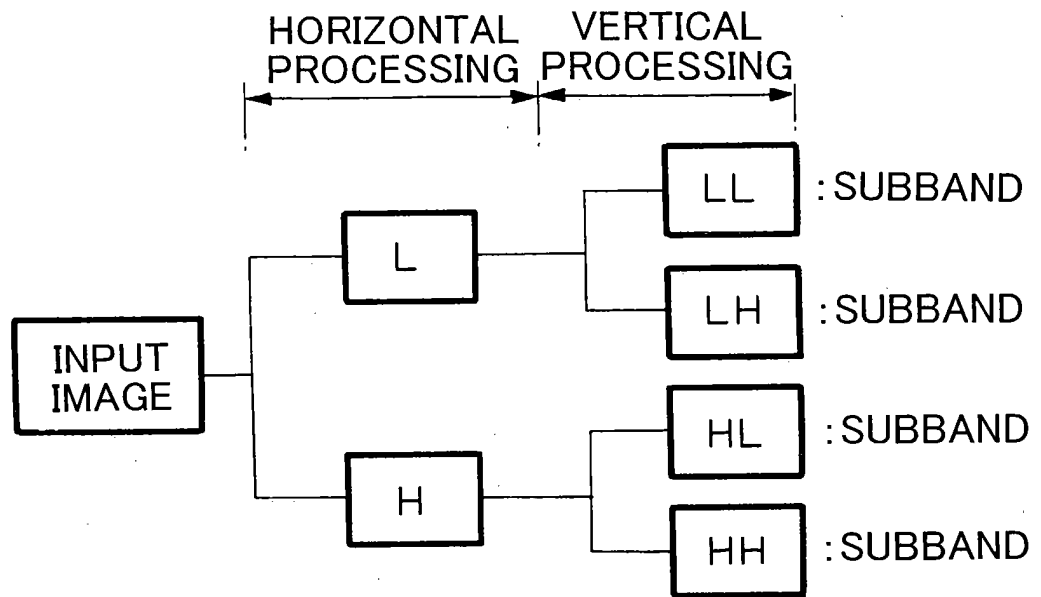 HORIZONTAL
PROCESSING
VERTICAL
PROCESSING
LL : SUBBAND
L
LH : SUBBAND
INPUT
IMAGE
HL : SUBBAND
H
HH : SUBBAND